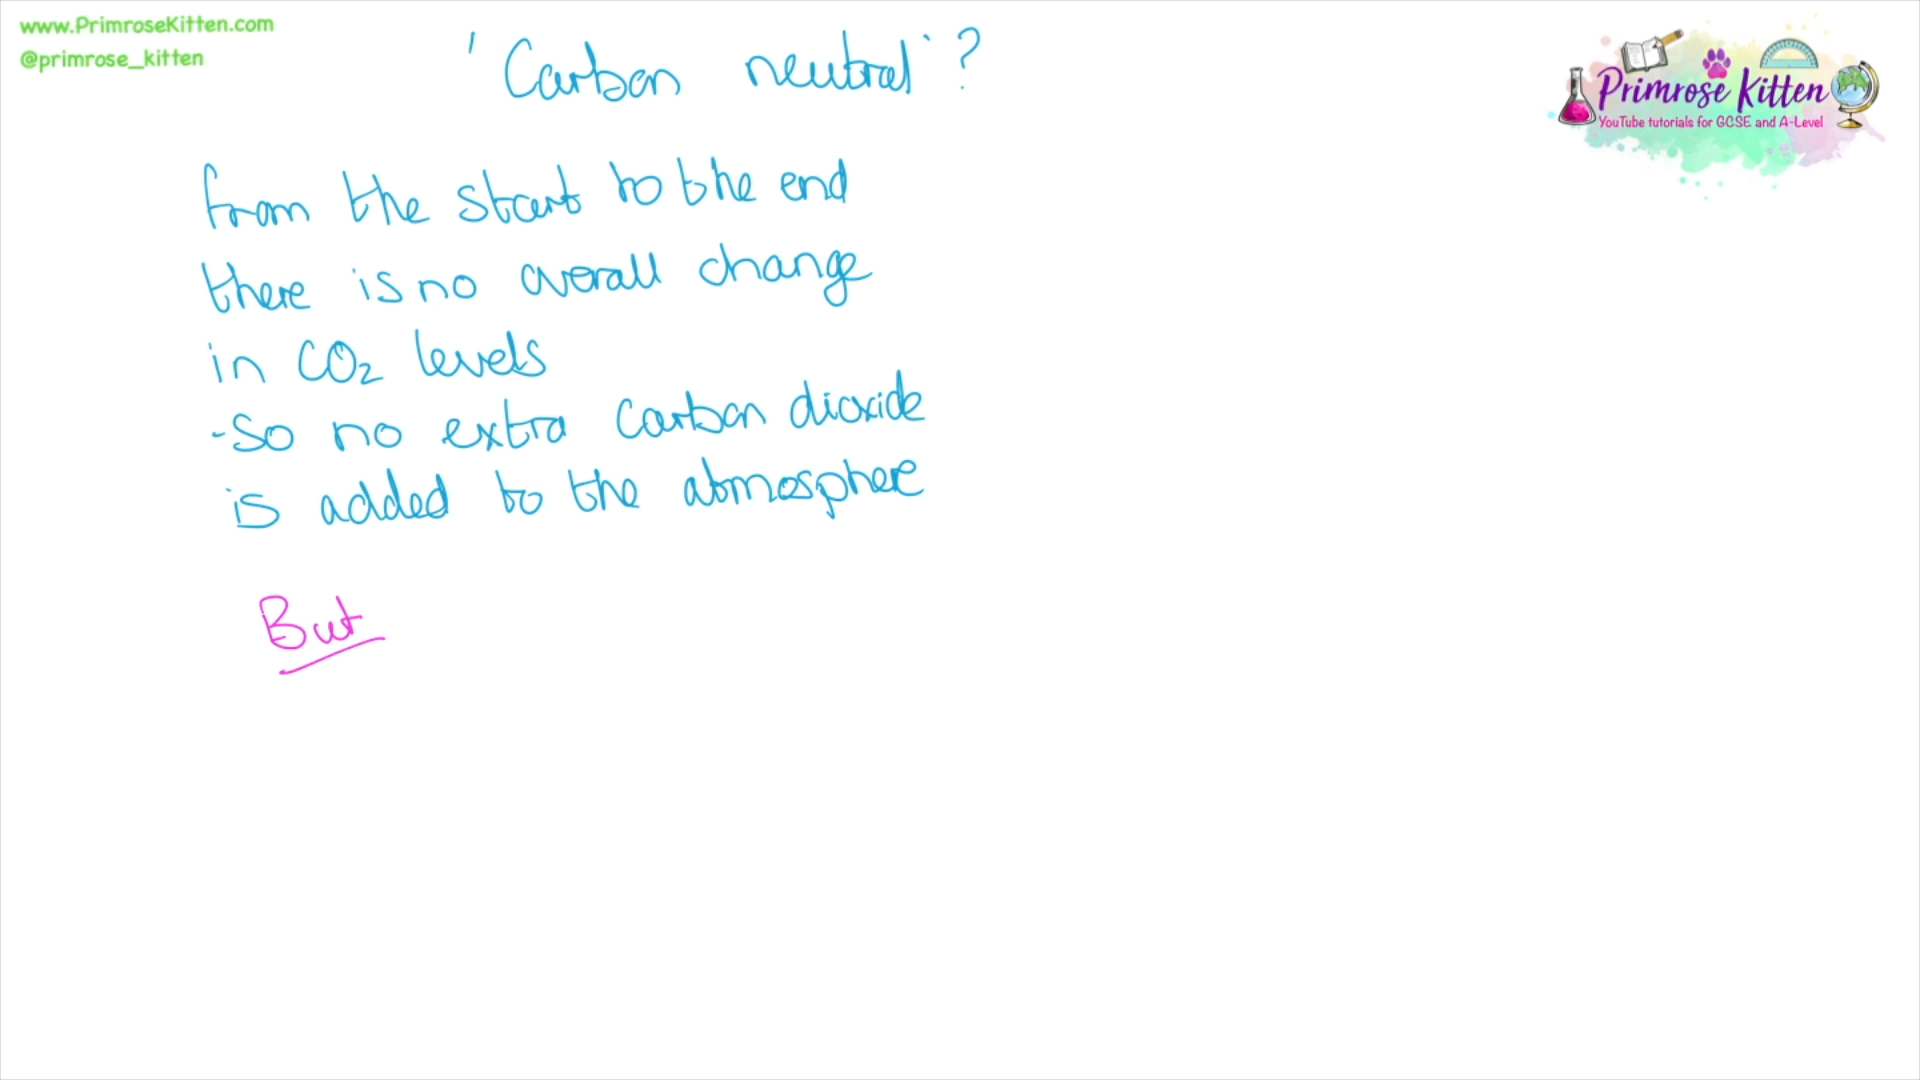 www.PrimroseKitten.com
@primrose_kitten
'Carbon neutral'?
Primrose Kitten
YouTube tutorials for GCSE and A-Level
from the start to the end
there is no overall change
in CO₂ levels
-so no extra carbon dioxide
is added to the atmosphere
But